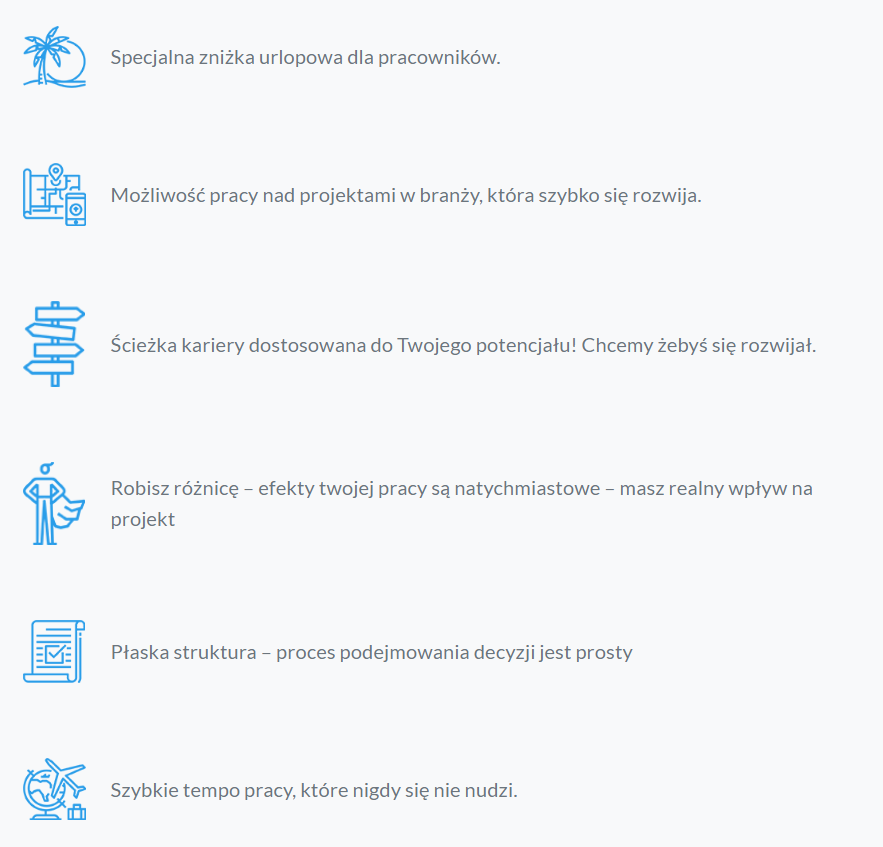 Specjalna zniżka urlopowa dla pracowników.
Możliwość pracy nad projektami w branży, która szybko się rozwija.
Ścieżka kariery dostosowana do Twojego potencjału! Chcemy żebyś się rozwijał.
Robisz różnicę – efekty twojej pracy są natychmiastowe – masz realny wpływ na
projekt
Płaska struktura – proces podejmowania decyzji jest prosty
Szybkie tempo pracy, które nigdy się nie nudzi.